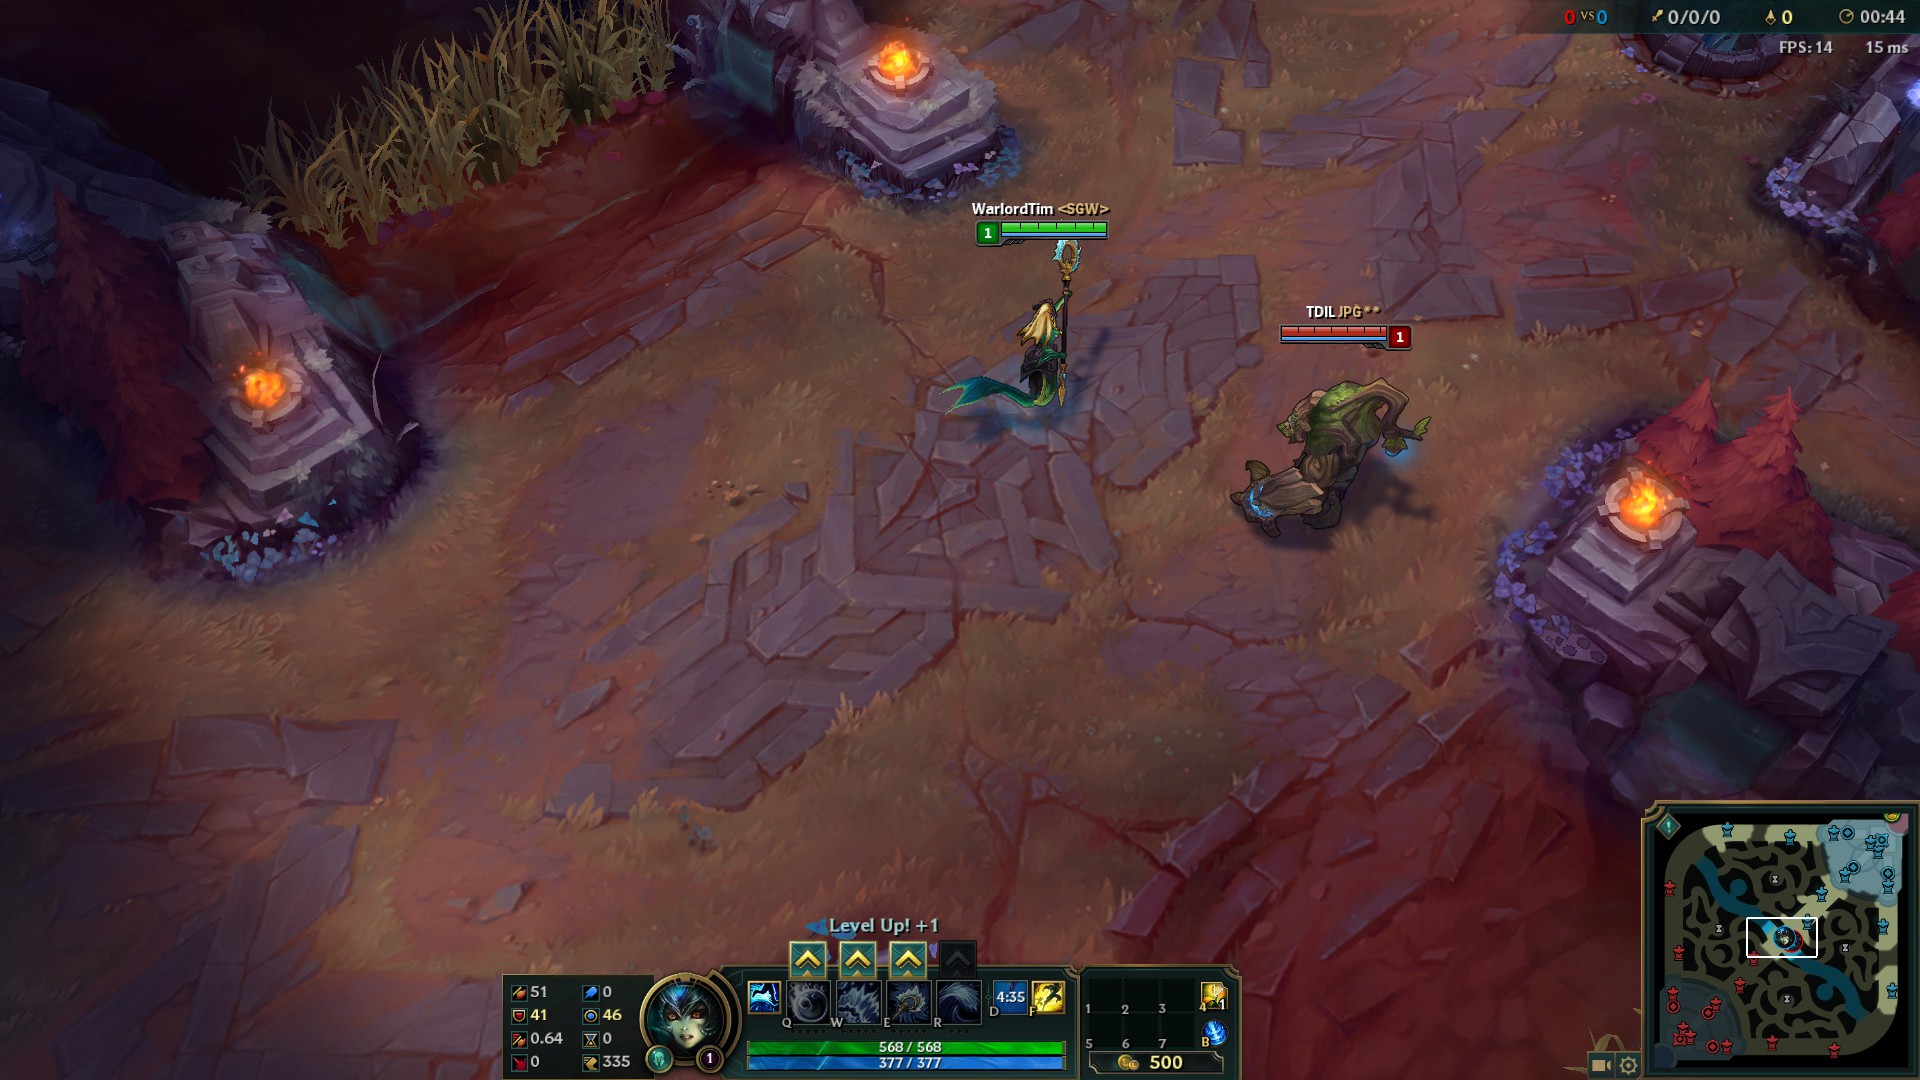 0 VS 0 0/0/0 0 00:44
FPS: 14 15 ms
WarlordTim <SGW>
1
TDIL JPG**
1
Level Up! +1
51 0
41 46
0.64 0
0 335
1
Q W E R
4:35
D F
568 / 568
377 / 377
1 2 3 4 1
5 6 7 B
500